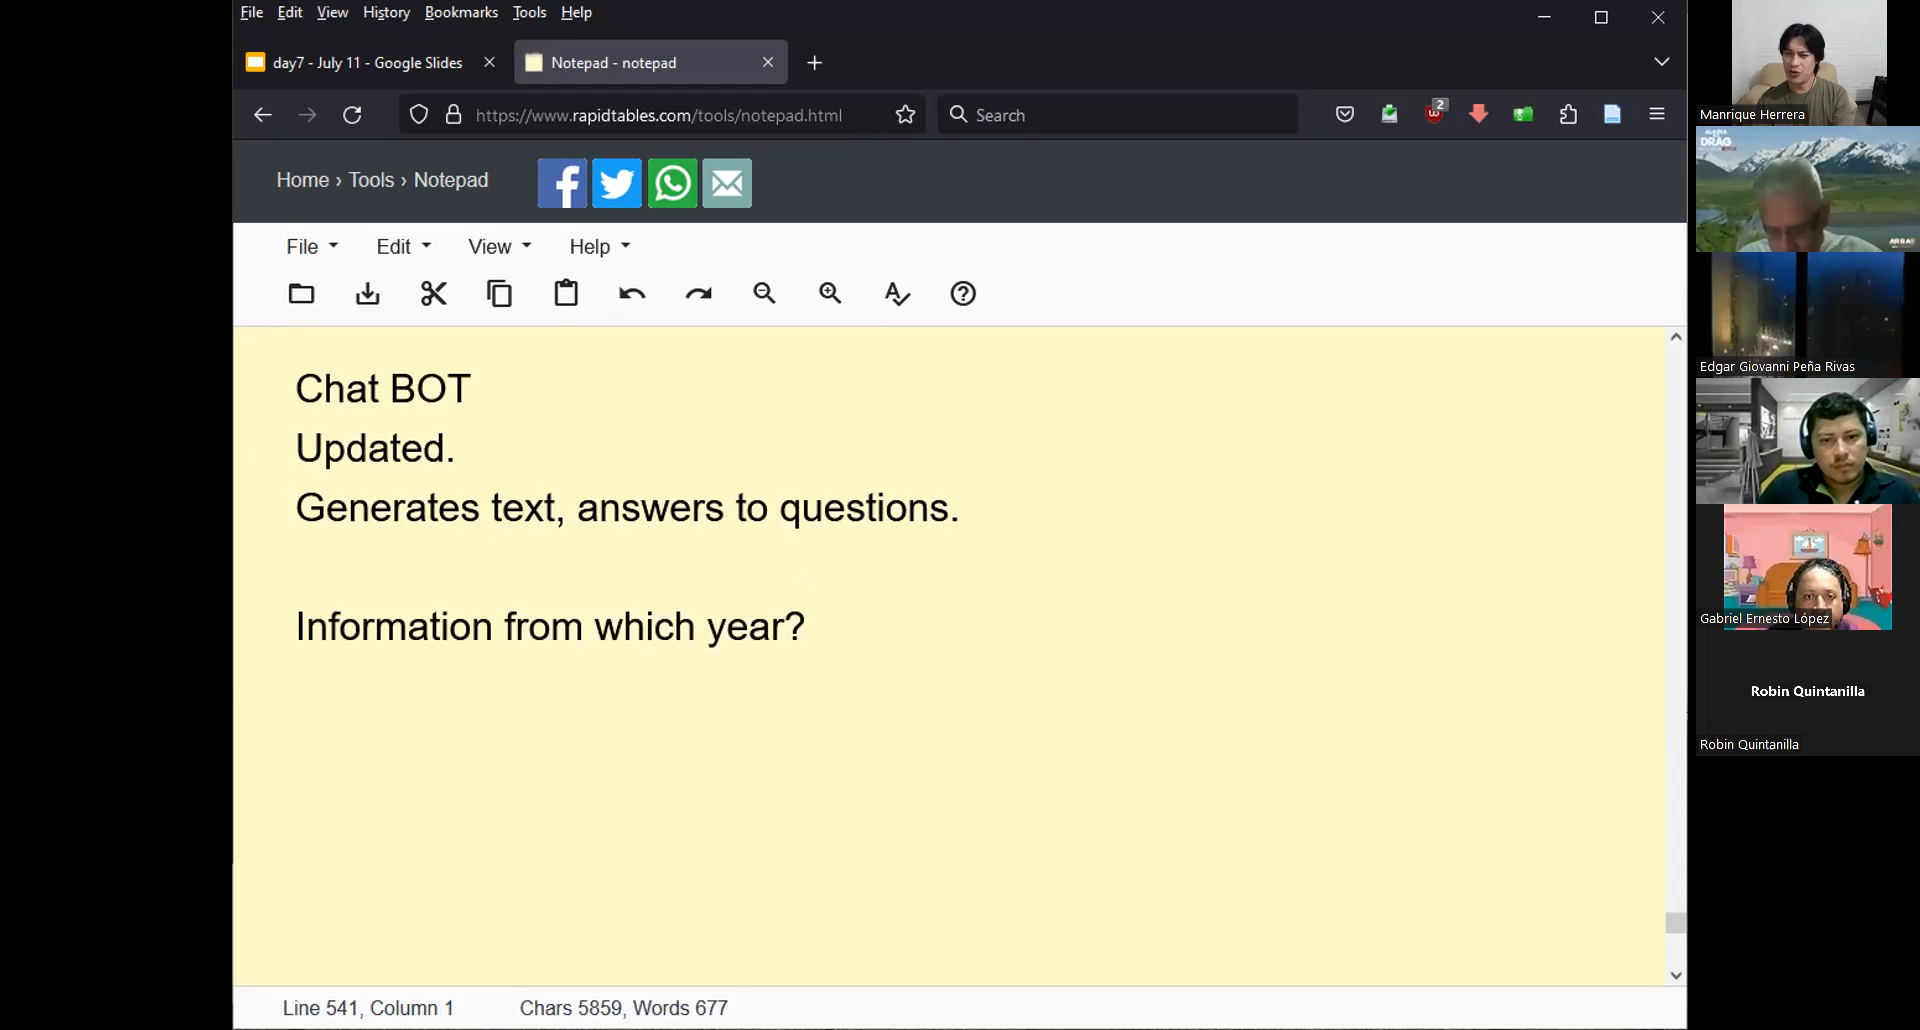 File Edit View History Bookmarks Tools Help
day7 - July 11 - Google Slides
Notepad - notepad
https://www.rapidtables.com/tools/notepad.html
Search
2
Home › Tools › Notepad
File Edit View Help
Chat BOT
Updated.
Generates text, answers to questions.
Information from which year?
Line 541, Column 1 Chars 5859, Words 677
Manrique Herrera
DRAG
Edgar Giovanni Peña Rivas
Gabriel Ernesto López
Robin Quintanilla
Robin Quintanilla